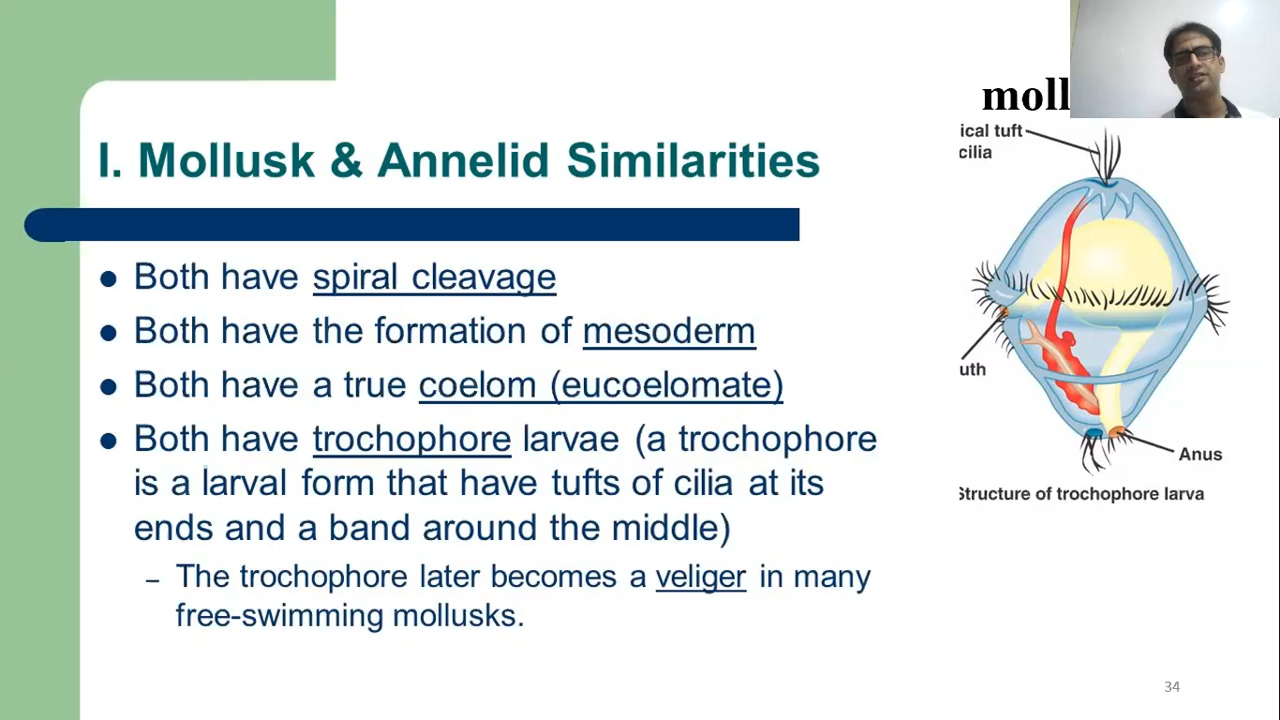 moll
ical tuft
cilia
I. Mollusk & Annelid Similarities
● Both have spiral cleavage
● Both have the formation of mesoderm
● Both have a true coelom (eucoelomate)
● Both have trochophore larvae (a trochophore
is a larval form that have tufts of cilia at its
ends and a band around the middle)
– The trochophore later becomes a veliger in many
free-swimming mollusks.
uth
Anus
Structure of trochophore larva
34